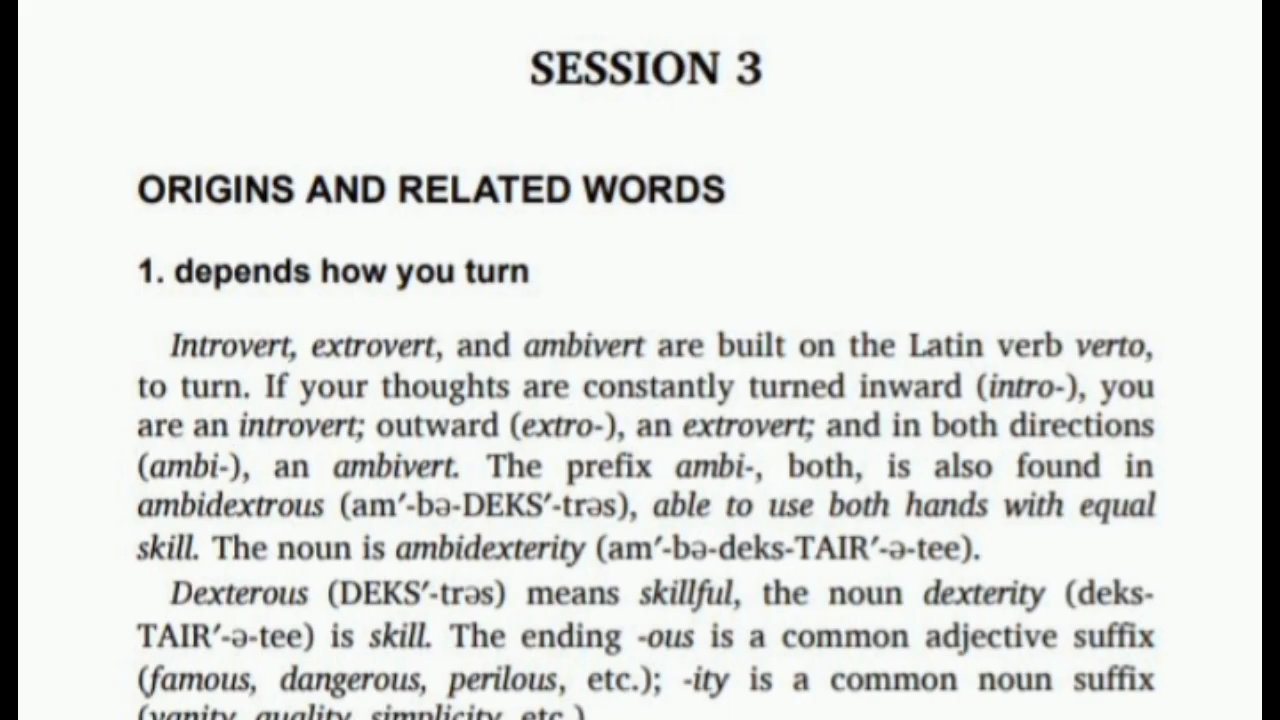 SESSION 3
ORIGINS AND RELATED WORDS
1. depends how you turn
Introvert, extrovert, and ambivert are built on the Latin verb verto,
to turn. If your thoughts are constantly turned inward (intro-), you
are an introvert; outward (extro-), an extrovert; and in both directions
(ambi-), an ambivert. The prefix ambi-, both, is also found in
ambidextrous (am′-bə-DEKS′-trəs), able to use both hands with equal
skill. The noun is ambidexterity (am′-bə-deks-TAIR′-ə-tee).
Dexterous (DEKS′-trəs) means skillful, the noun dexterity (deks-
TAIR′-ə-tee) is skill. The ending -ous is a common adjective suffix
(famous, dangerous, perilous, etc.); -ity is a common noun suffix
(vanity, quality, simplicity, etc.)